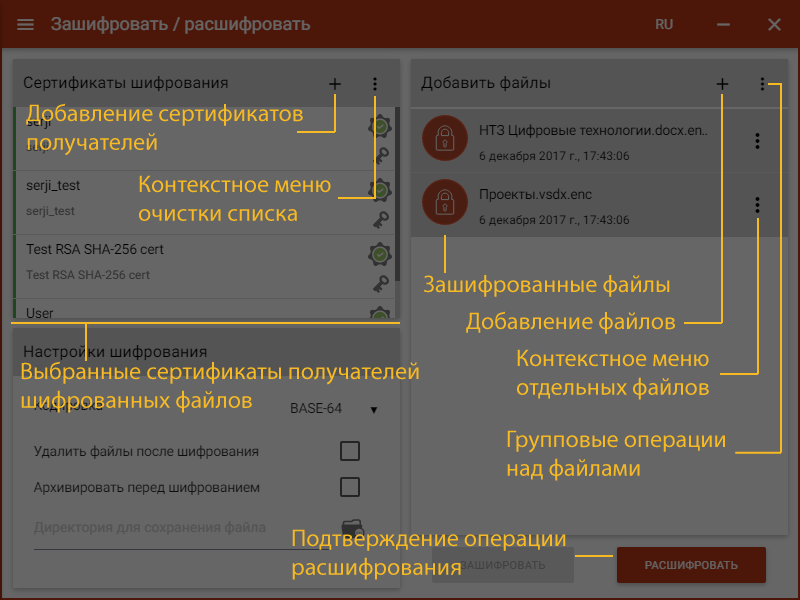 Зашифровать / расшифровать
RU
Сертификаты шифрования
Добавление сертификатов
получателей
serji
serji_test
serji_test
Контекстное меню
очистки списка
Test RSA SHA-256 cert
Test RSA SHA-256 cert
User
Настройки шифрования
Выбранные сертификаты получателей
шифрованных файлов
Кодировка
BASE-64
Удалить файлы после шифрования
Архивировать перед шифрованием
Директория для сохранения файла
Добавить файлы
НТЗ Цифровые технологии.docx.en..
6 декабря 2017 г., 17:43:06
Проекты.vsdx.enc
6 декабря 2017 г., 17:43:06
Зашифрованные файлы
Добавление файлов
Контекстное меню
отдельных файлов
Групповые операции
над файлами
Подтверждение операции
расшифрования
ЗАШИФРОВАТЬ
РАСШИФРОВАТЬ